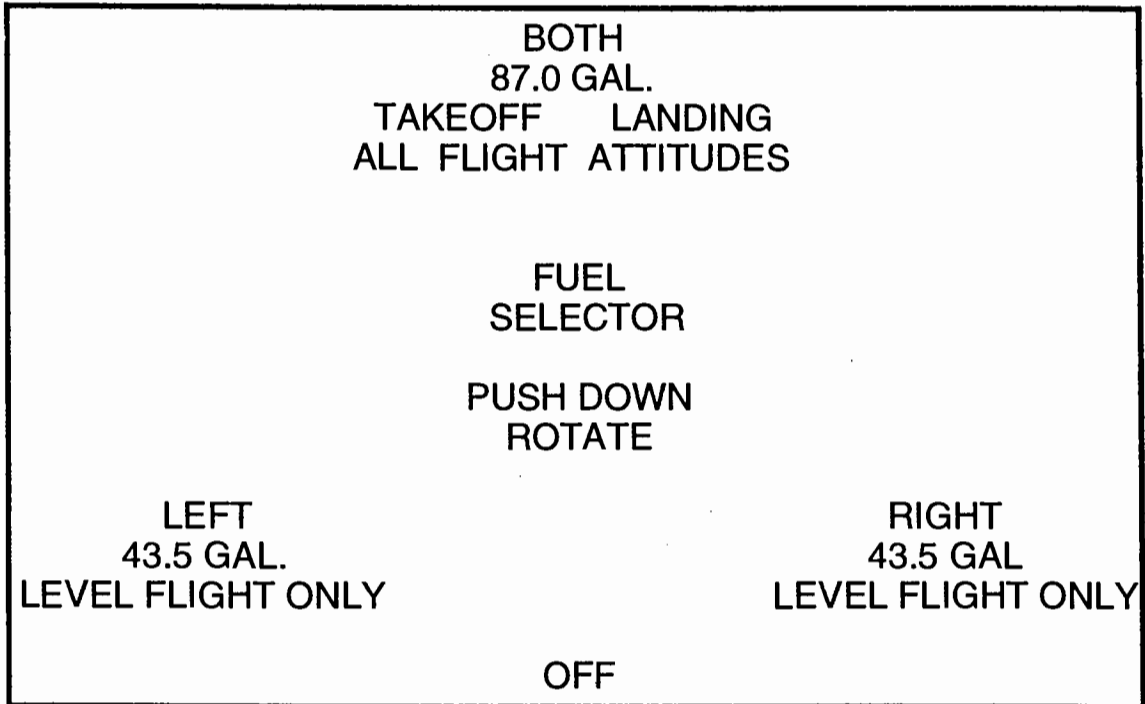 BOTH
87.0 GAL.
TAKEOFF LANDING
ALL FLIGHT ATTITUDES
FUEL
SELECTOR
PUSH DOWN
ROTATE
LEFT
43.5 GAL.
LEVEL FLIGHT ONLY
RIGHT
43.5 GAL
LEVEL FLIGHT ONLY
OFF